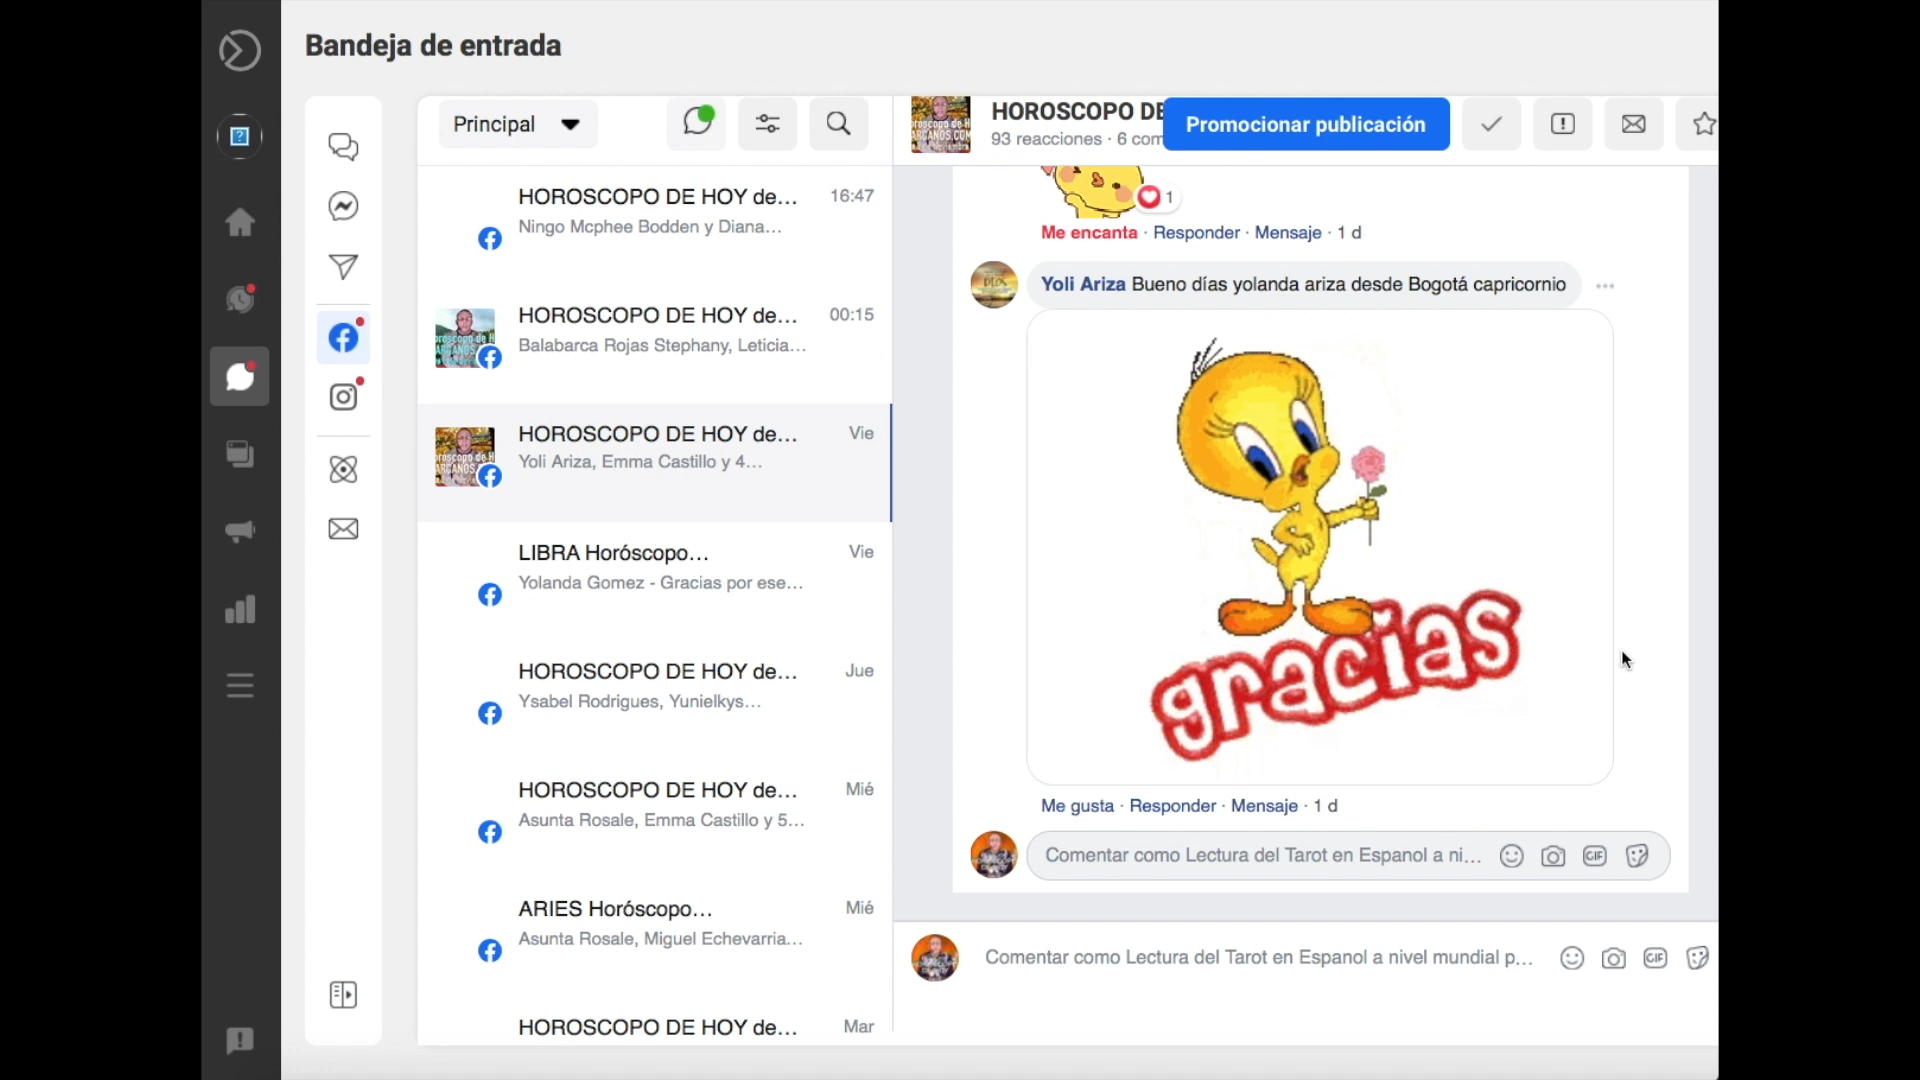 Bandeja de entrada
Principal
HOROSCOPO DE HOY de... 16:47
Ningo Mcphee Bodden y Diana...
HOROSCOPO DE HOY de... 00:15
Balabarca Rojas Stephany, Leticia...
HOROSCOPO DE HOY de... Vie
Yoli Ariza, Emma Castillo y 4...
LIBRA Horóscopo... Vie
Yolanda Gomez - Gracias por ese...
HOROSCOPO DE HOY de... Jue
Ysabel Rodrigues, Yunielkys...
HOROSCOPO DE HOY de... Mié
Asunta Rosale, Emma Castillo y 5...
ARIES Horóscopo... Mié
Asunta Rosale, Miguel Echevarria...
HOROSCOPO DE HOY de... Mar
HOROSCOPO DE
93 reacciones · 6 com
Promocionar publicación
1
Me encanta · Responder · Mensaje · 1 d
Yoli Ariza Bueno días yolanda ariza desde Bogotá capricornio
gracias
Me gusta · Responder · Mensaje · 1 d
Comentar como Lectura del Tarot en Espanol a ni...
GIF
Comentar como Lectura del Tarot en Espanol a nivel mundial p...
GIF